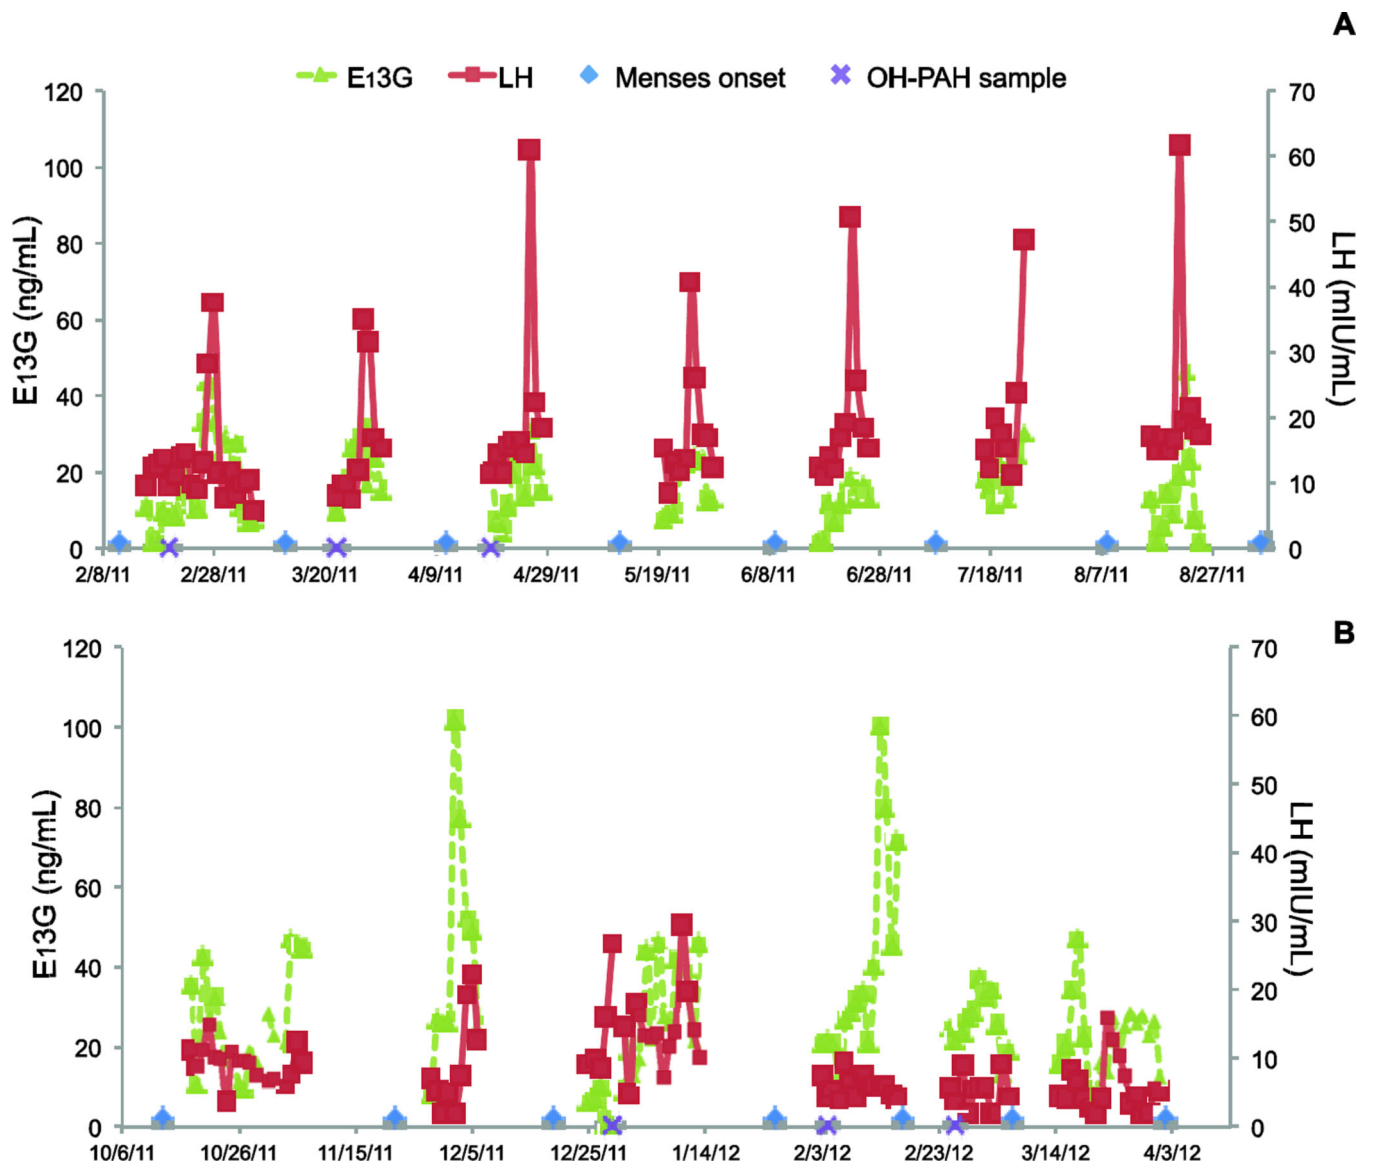 A
E13G LH Menses onset OH-PAH sample
120 70
60
100
50
80
40
60
30
40
20
20
10
0 0
E13G (ng/mL)
LH (mIU/mL)
2/8/11 2/28/11 3/20/11 4/9/11 4/29/11 5/19/11 6/8/11 6/28/11 7/18/11 8/7/11 8/27/11
B
120 70
60
100
50
80
40
60
30
40
20
20
10
0 0
E13G (ng/mL)
LH (mIU/mL)
10/6/11 10/26/11 11/15/11 12/5/11 12/25/11 1/14/12 2/3/12 2/23/12 3/14/12 4/3/12